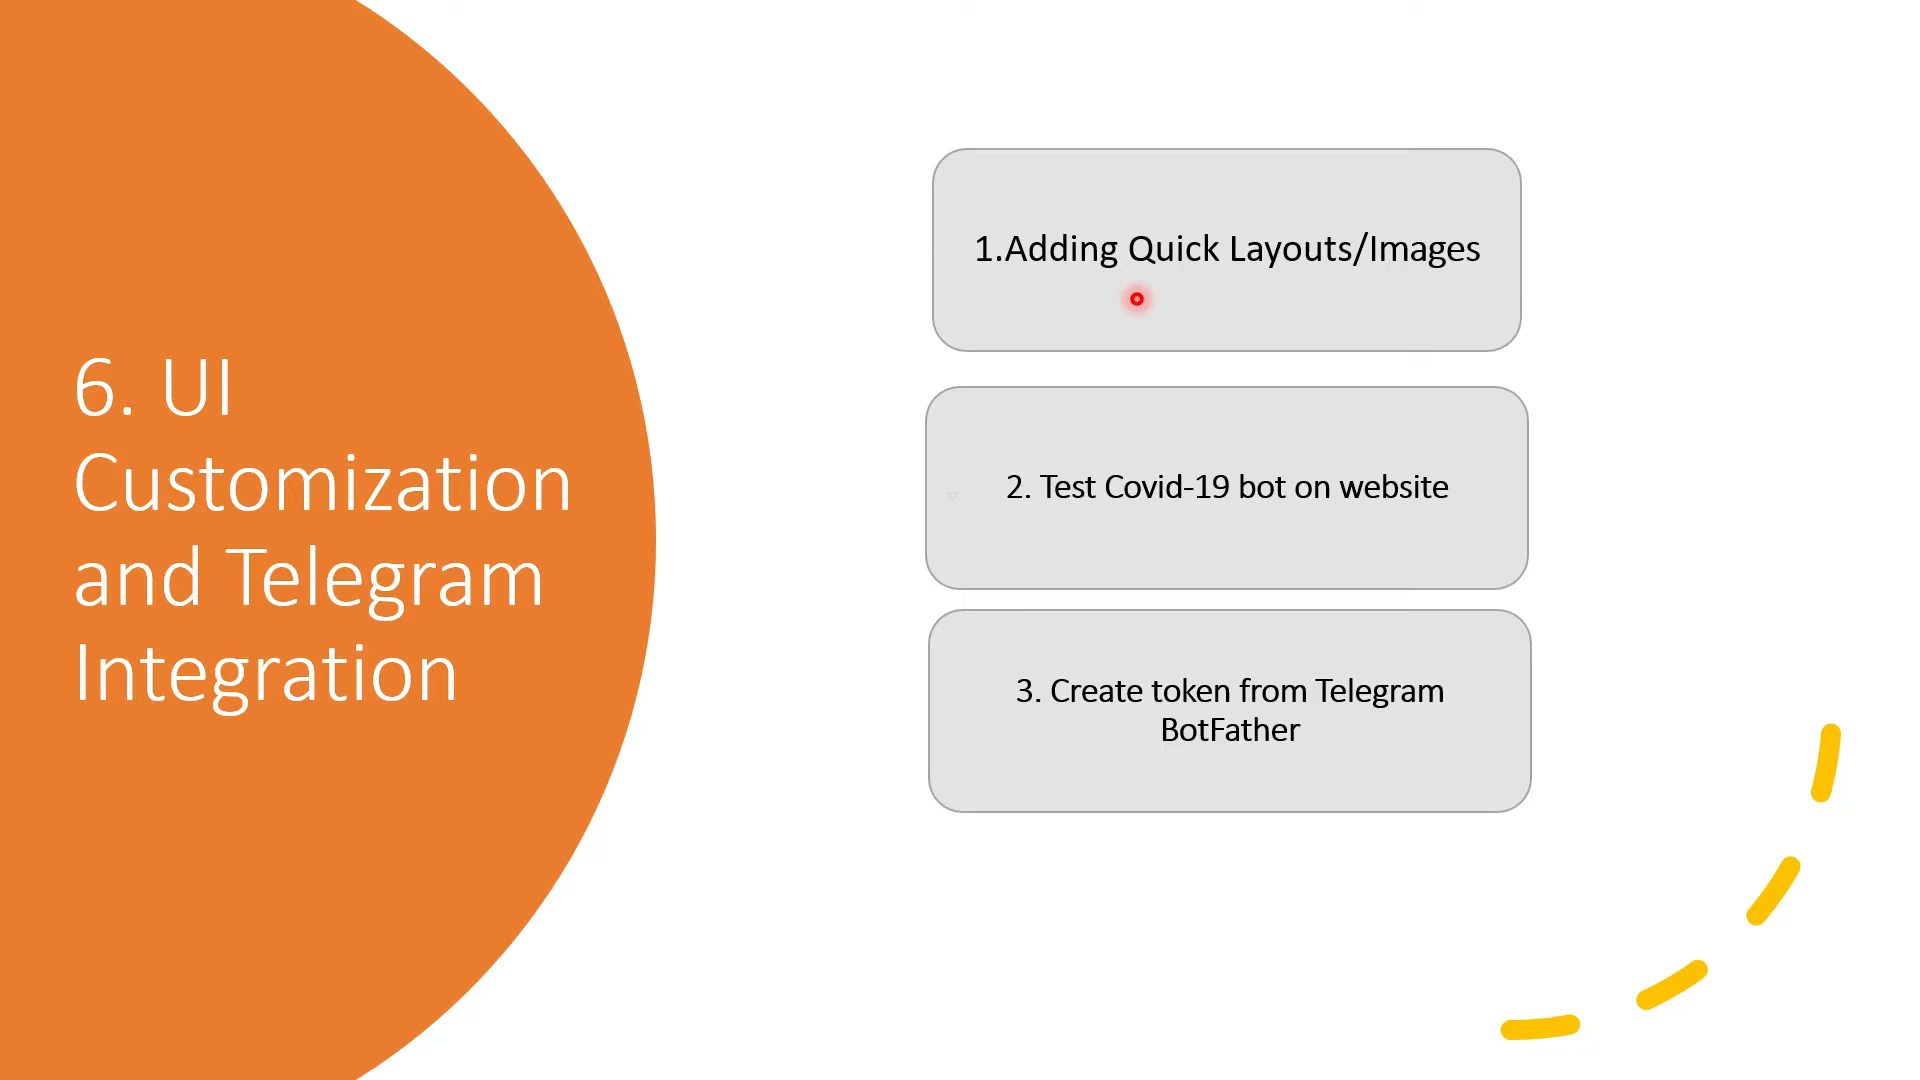 6. UI
Customization
and Telegram
Integration
1.Adding Quick Layouts/Images
2. Test Covid-19 bot on website
3. Create token from Telegram
BotFather